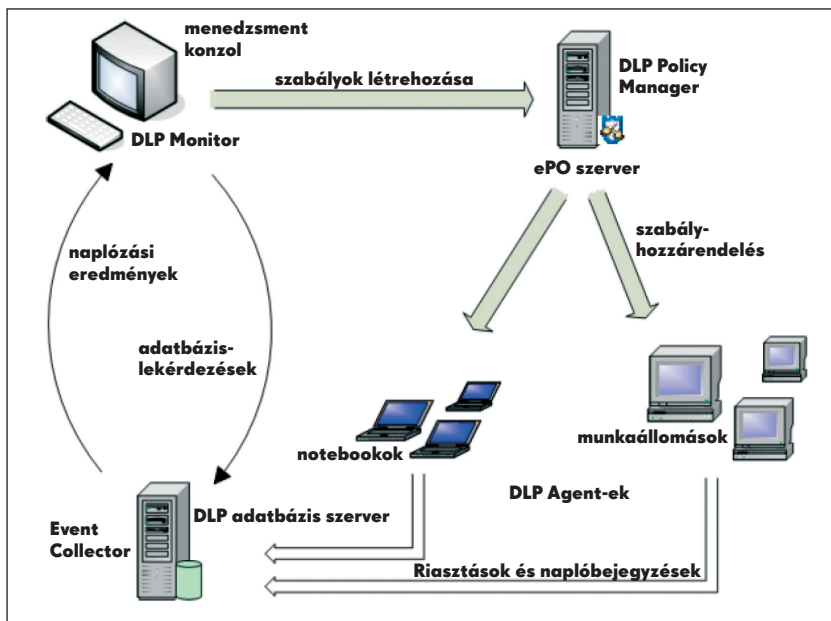 menedzsment
konzol
szabályok létrehozása
DLP Policy
Manager
DLP Monitor
ePO szerver
szabály-
hozzárendelés
naplózási
eredmények
adatbázis-
lekérdezések
notebookok
munkaállomások
DLP Agent-ek
DLP adatbázis szerver
Event
Collector
Riasztások és naplóbejegyzések